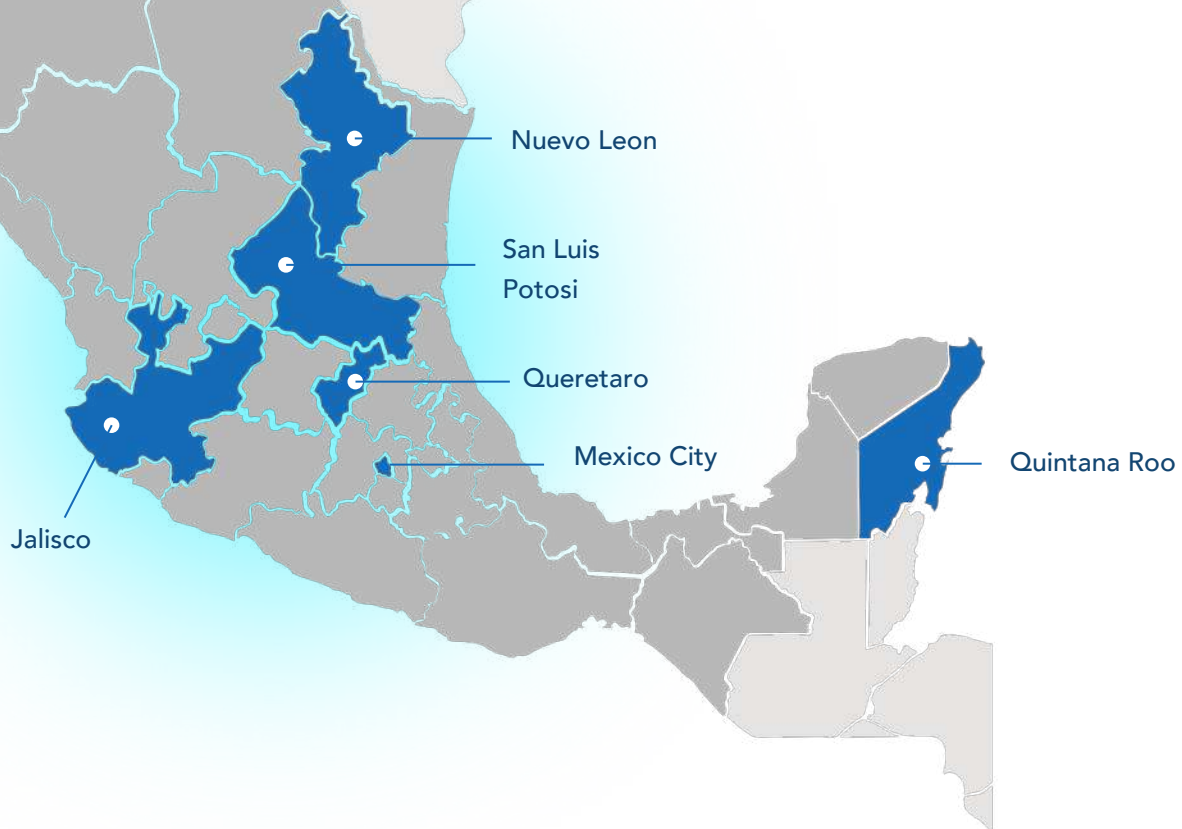 Nuevo Leon
San Luis
Potosi
Queretaro
Mexico City
Quintana Roo
Jalisco